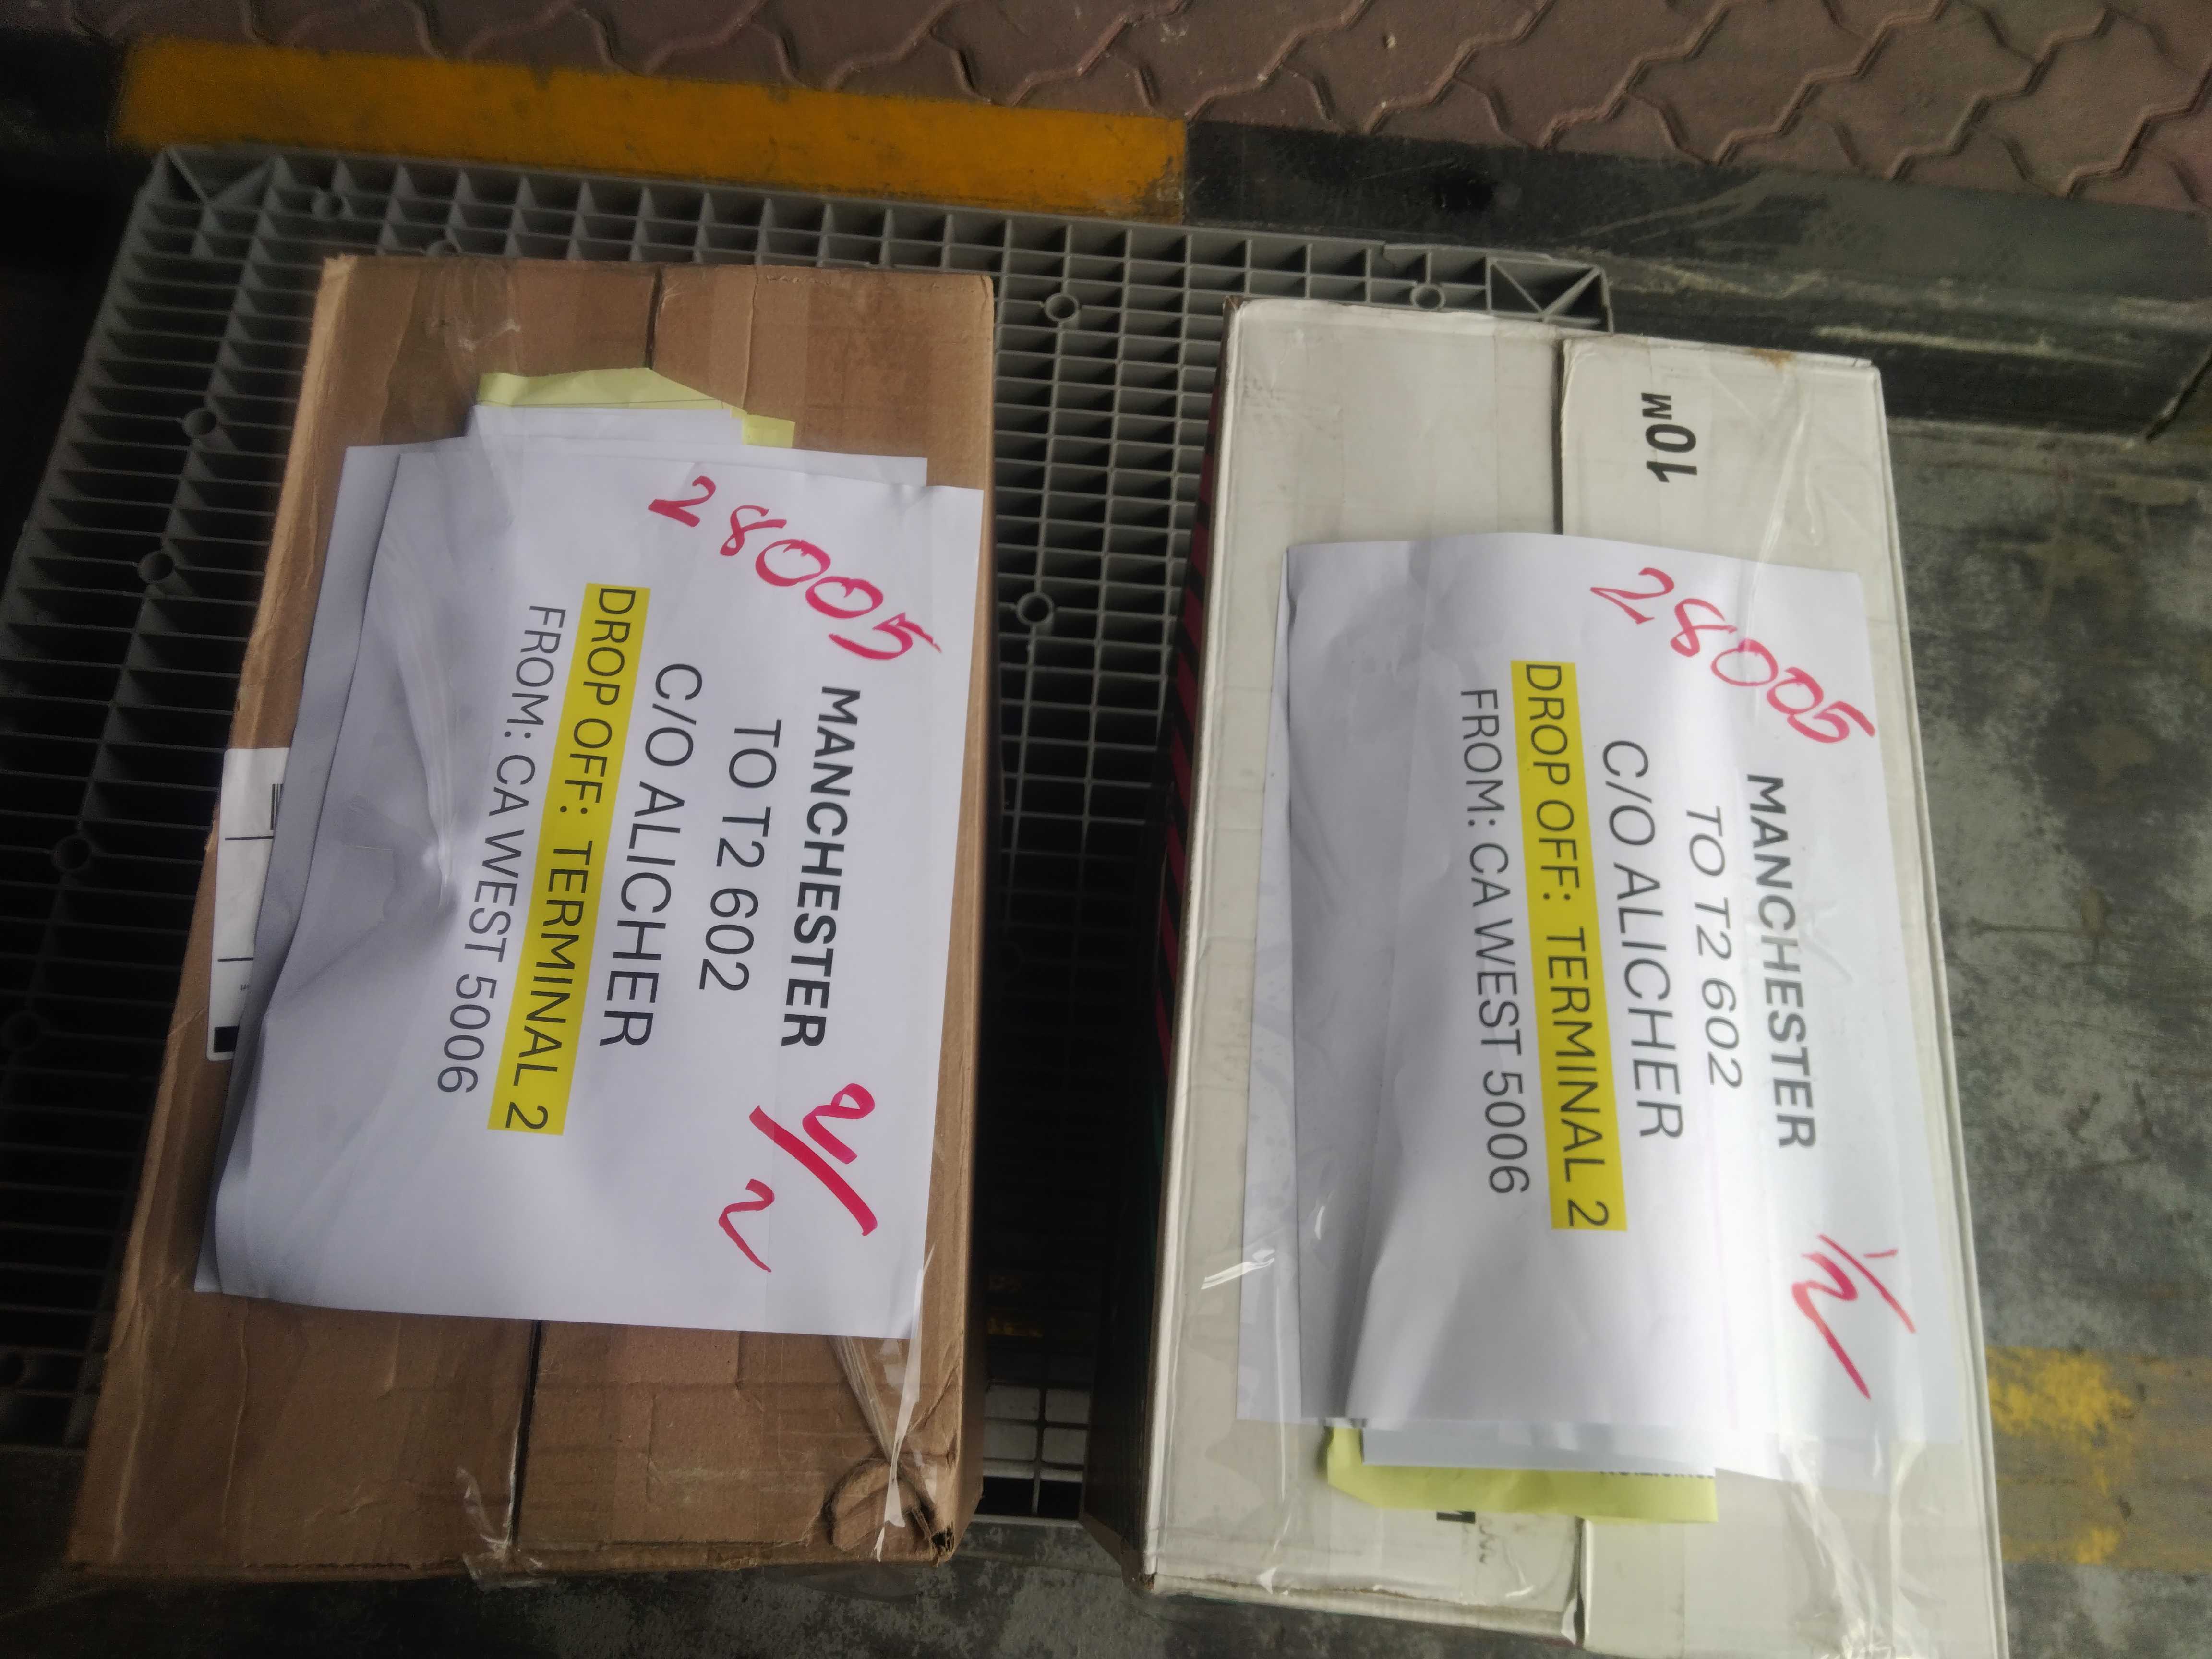 28005
MANCHESTER
2/2
TO T2 602
C/O ALICHER
DROP OFF: TERMINAL 2
FROM: CA WEST 5006
10M
28005
MANCHESTER
1/2
TO T2 602
C/O ALICHER
DROP OFF: TERMINAL 2
FROM: CA WEST 5006